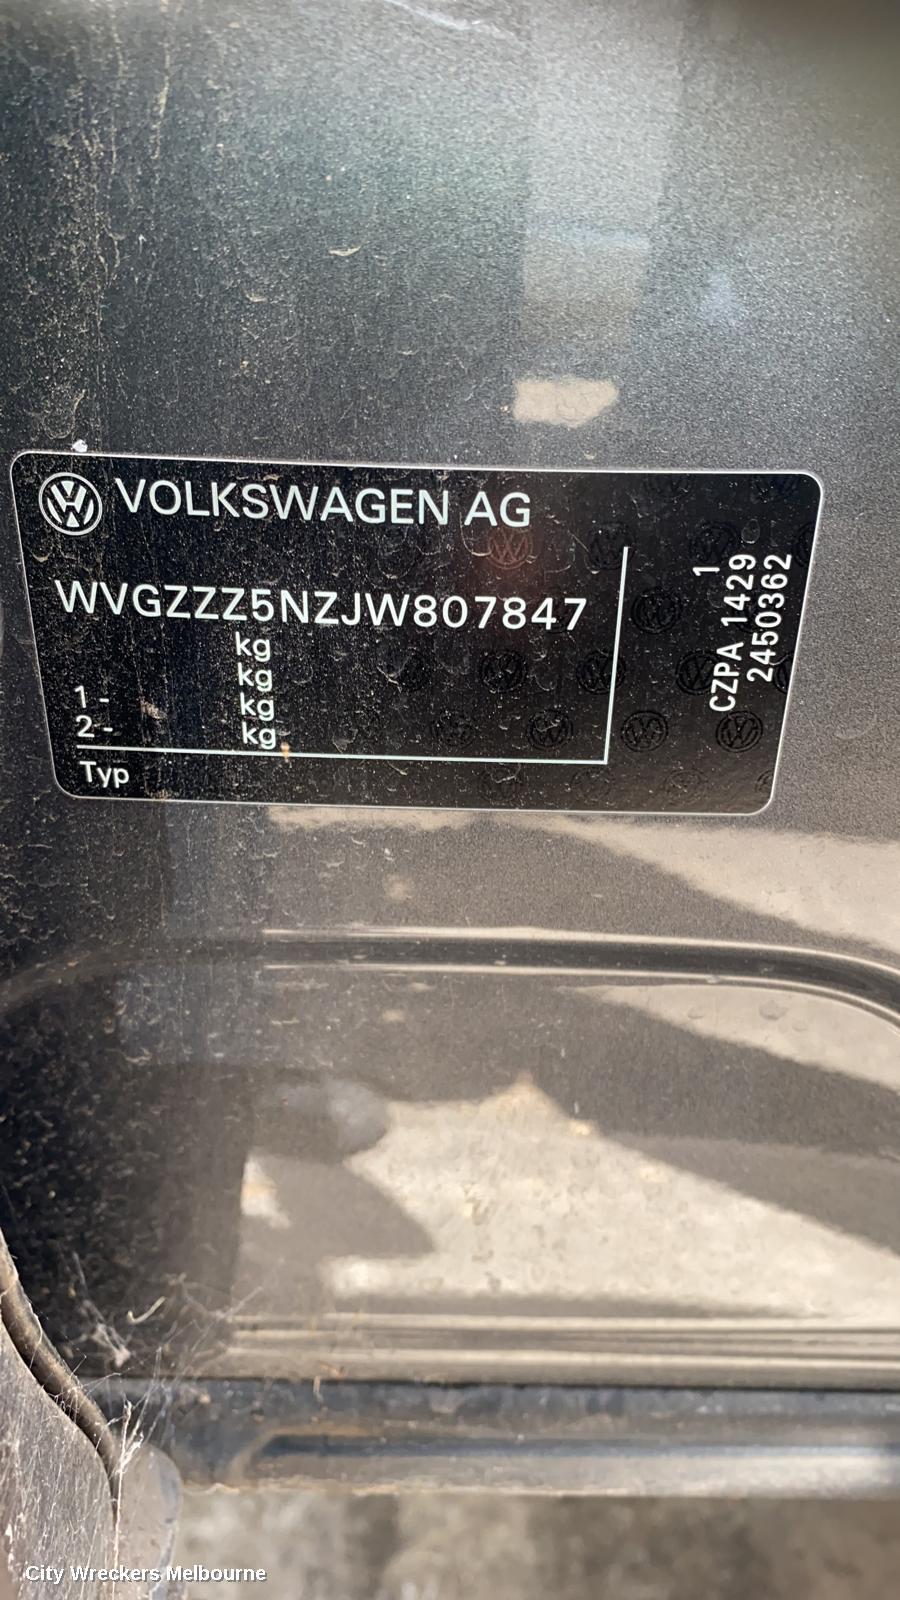 VOLKSWAGEN AG
WVGZZZ5NZJW807847
kg
kg
1 - kg
2 - kg
Typ
1
CZPA 1429
2450362
City Wreckers Melbourne